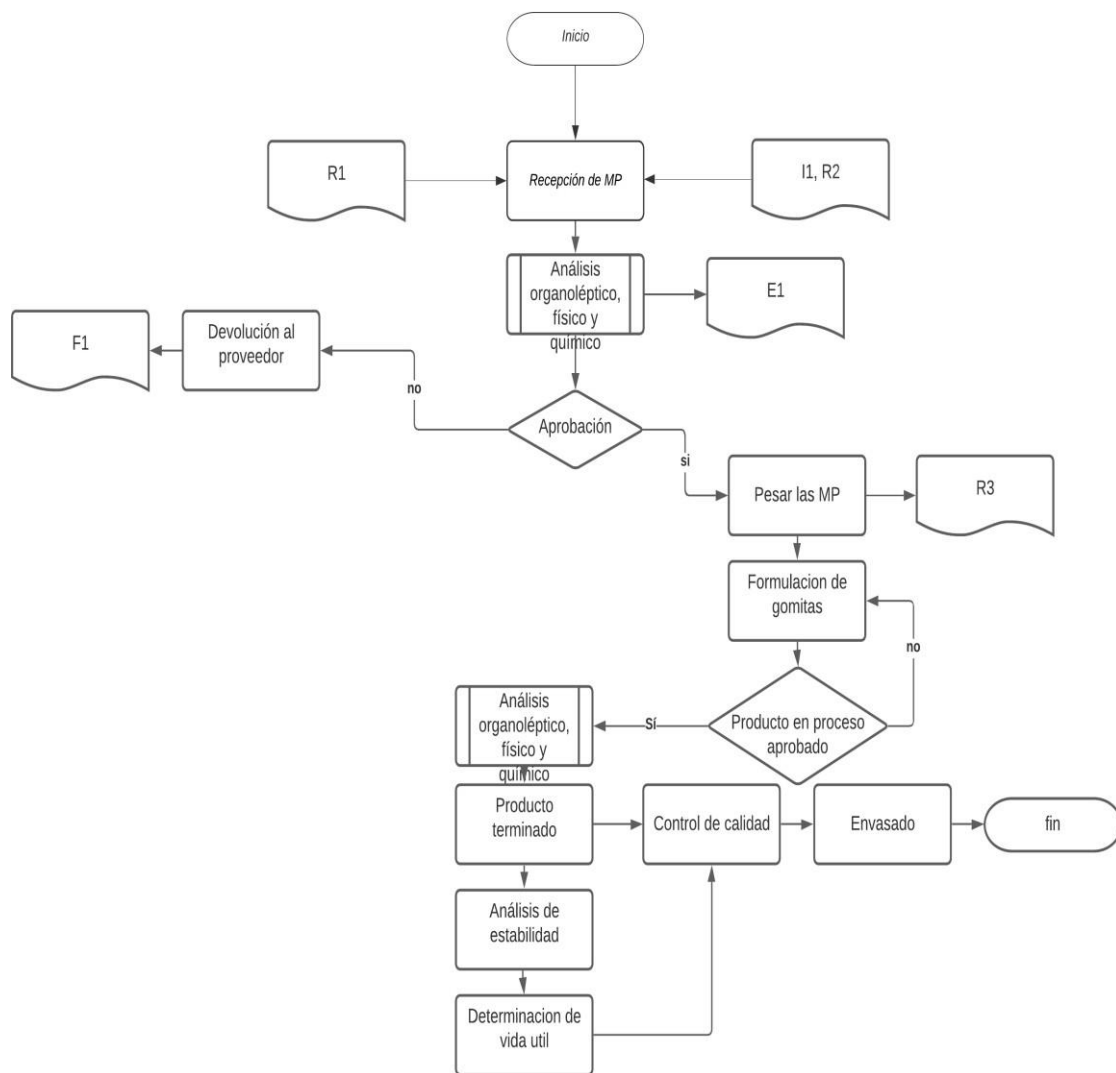 Inicio
R1
Recepción de MP
I1, R2
Análisis
organoléptico,
físico y
químico
E1
F1
Devolución al
proveedor
no
Aprobación
si
Pesar las MP
R3
Formulacion de
gomitas
no
Análisis
organoléptico,
físico y
químico
Sí
Producto en proceso
aprobado
Producto
terminado
Control de calidad
Envasado
fin
Análisis de
estabilidad
Determinacion de
vida util